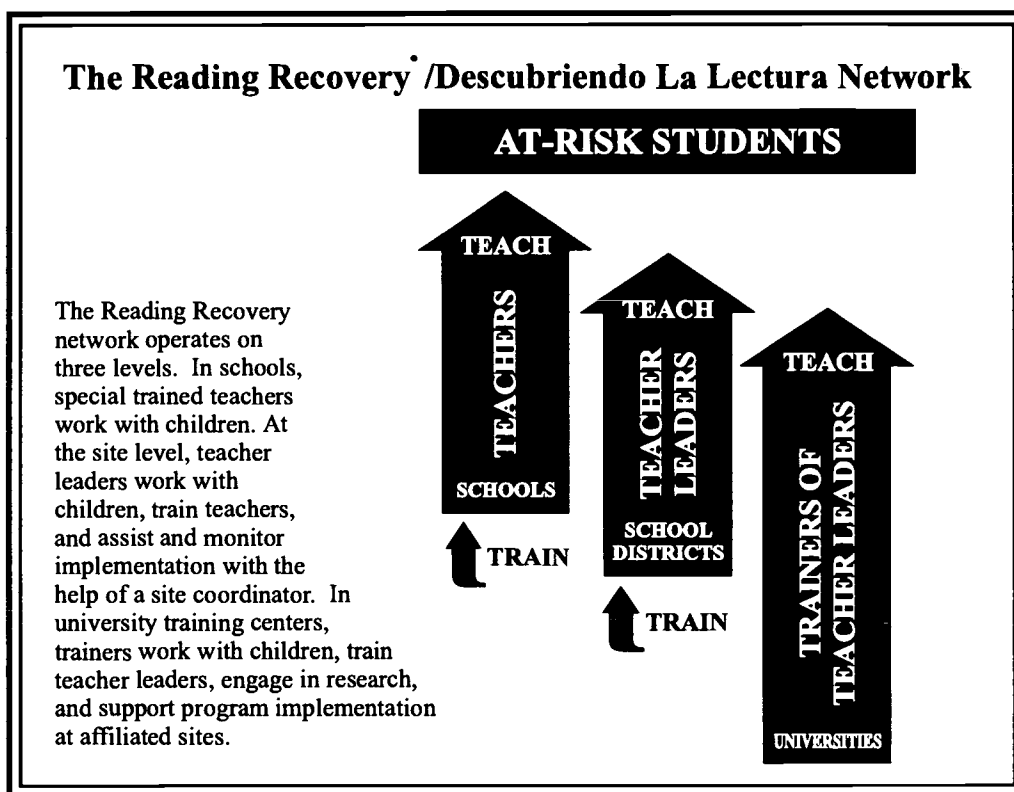 The Reading Recovery /Descubriendo La Lectura Network
AT-RISK STUDENTS
The Reading Recovery
network operates on
three levels. In schools,
special trained teachers
work with children. At
the site level, teacher
leaders work with
children, train teachers,
and assist and monitor
implementation with the
help of a site coordinator. In
university training centers,
trainers work with children, train
teacher leaders, engage in research,
and support program implementation
at affiliated sites.
TEACH
TEACHERS
SCHOOLS
TRAIN
TEACH
TEACHER
LEADERS
SCHOOL
DISTRICTS
TRAIN
TEACH
TRAINERS OF
TEACHER LEADERS
UNIVERSITIES